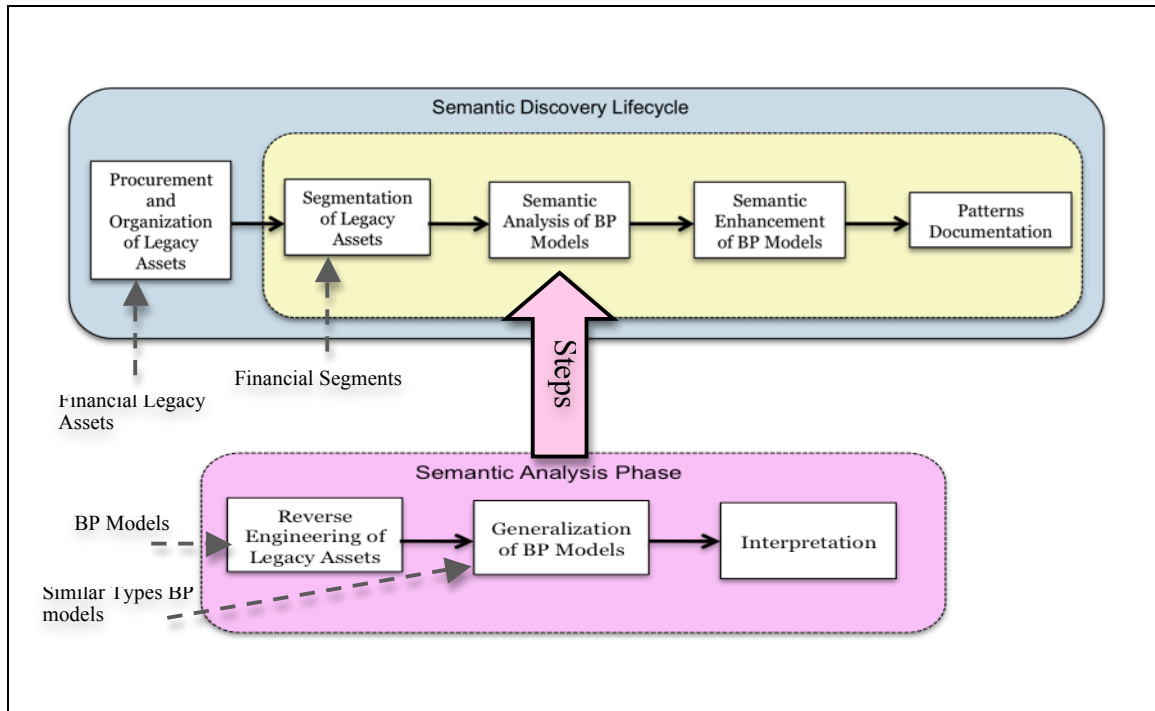 Semantic Discovery Lifecycle
Procurement
and
Organization
of Legacy
Assets
Segmentation
of Legacy
Assets
Semantic
Analysis of BP
Models
Semantic
Enhancement
of BP Models
Patterns
Documentation
Financial Legacy
Assets
Financial Segments
Steps
Semantic Analysis Phase
BP Models
Reverse
Engineering of
Legacy Assets
Generalization
of BP Models
Interpretation
Similar Types BP
models